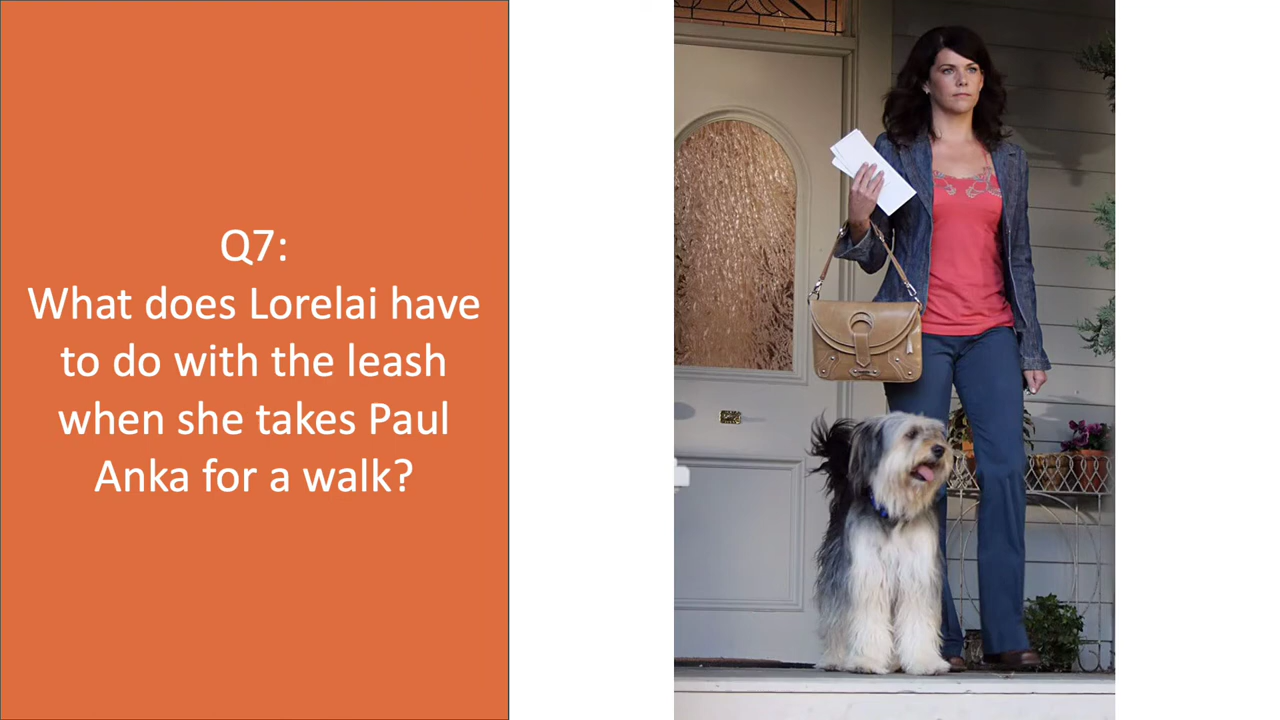 Q7:
What does Lorelai have
to do with the leash
when she takes Paul
Anka for a walk?